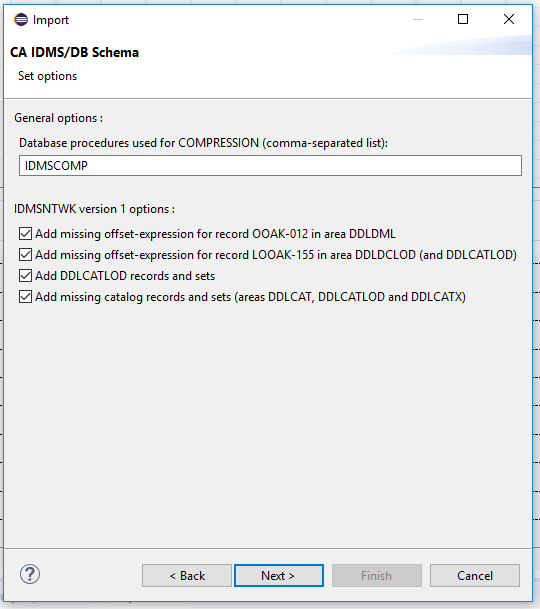 Import
CA IDMS/DB Schema
Set options
General options :
Database procedures used for COMPRESSION (comma-separated list):
IDMSCOMP
IDMSNTWK version 1 options :
Add missing offset-expression for record OOAK-012 in area DDLDML
Add missing offset-expression for record LOOAK-155 in area DDLDCLOD (and DDLCATLOD)
Add DDLCATLOD records and sets
Add missing catalog records and sets (areas DDLCAT, DDLCATLOD and DDLCATX)
?
< Back
Next >
Finish
Cancel